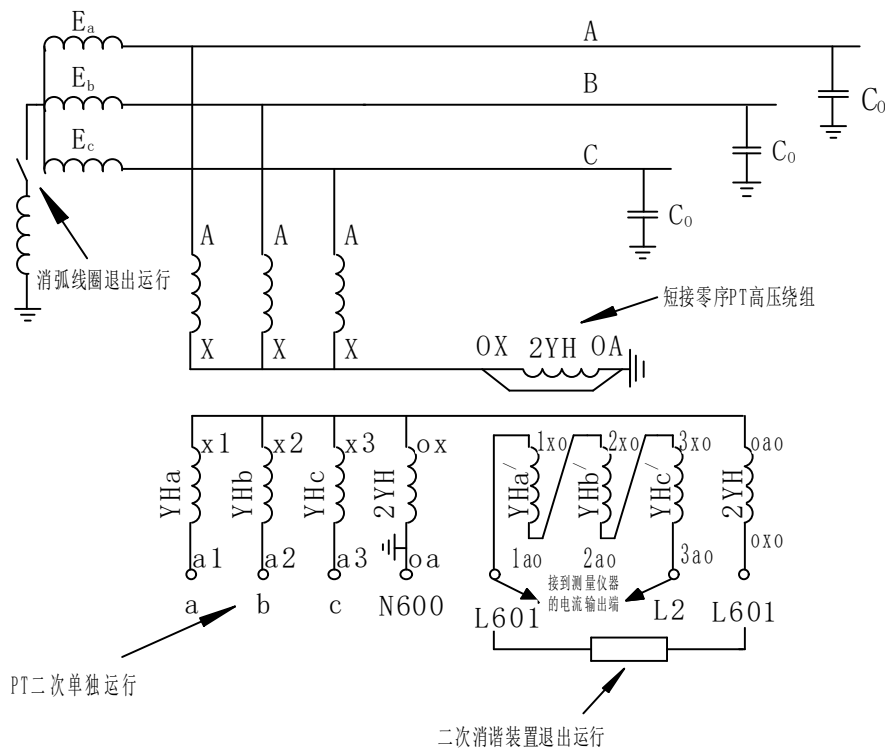 Ea
A
Eb
B
Ec
C
C0
C0
C0
消弧线圈退出运行
A A A
X X X
短接零序PT高压绕组
OX 2YH OA
x1 x2 x3 ox
YHa YHb YHc 2YH
a1 a2 a3 oa
a b c N600
1xo 2xo 3xo oao
YHa′ YHb′ YHc′ 2YH
1ao 2ao 3ao oxo
接到测量仪器
的电流输出端
L601 L2 L601
PT二次单独运行
二次消谐装置退出运行